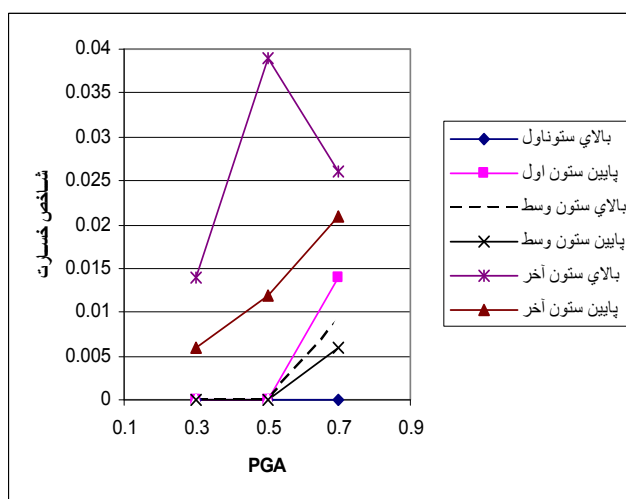 0.04
0.035
0.03
0.025
0.02
0.015
0.01
0.005
0
شاخص خسارت
0.1 0.3 0.5 0.7 0.9
PGA
بالاي ستوناول
پايين ستون اول
بالاي ستون وسط
پايين ستون وسط
بالاي ستون آخر
پايين ستون آخر